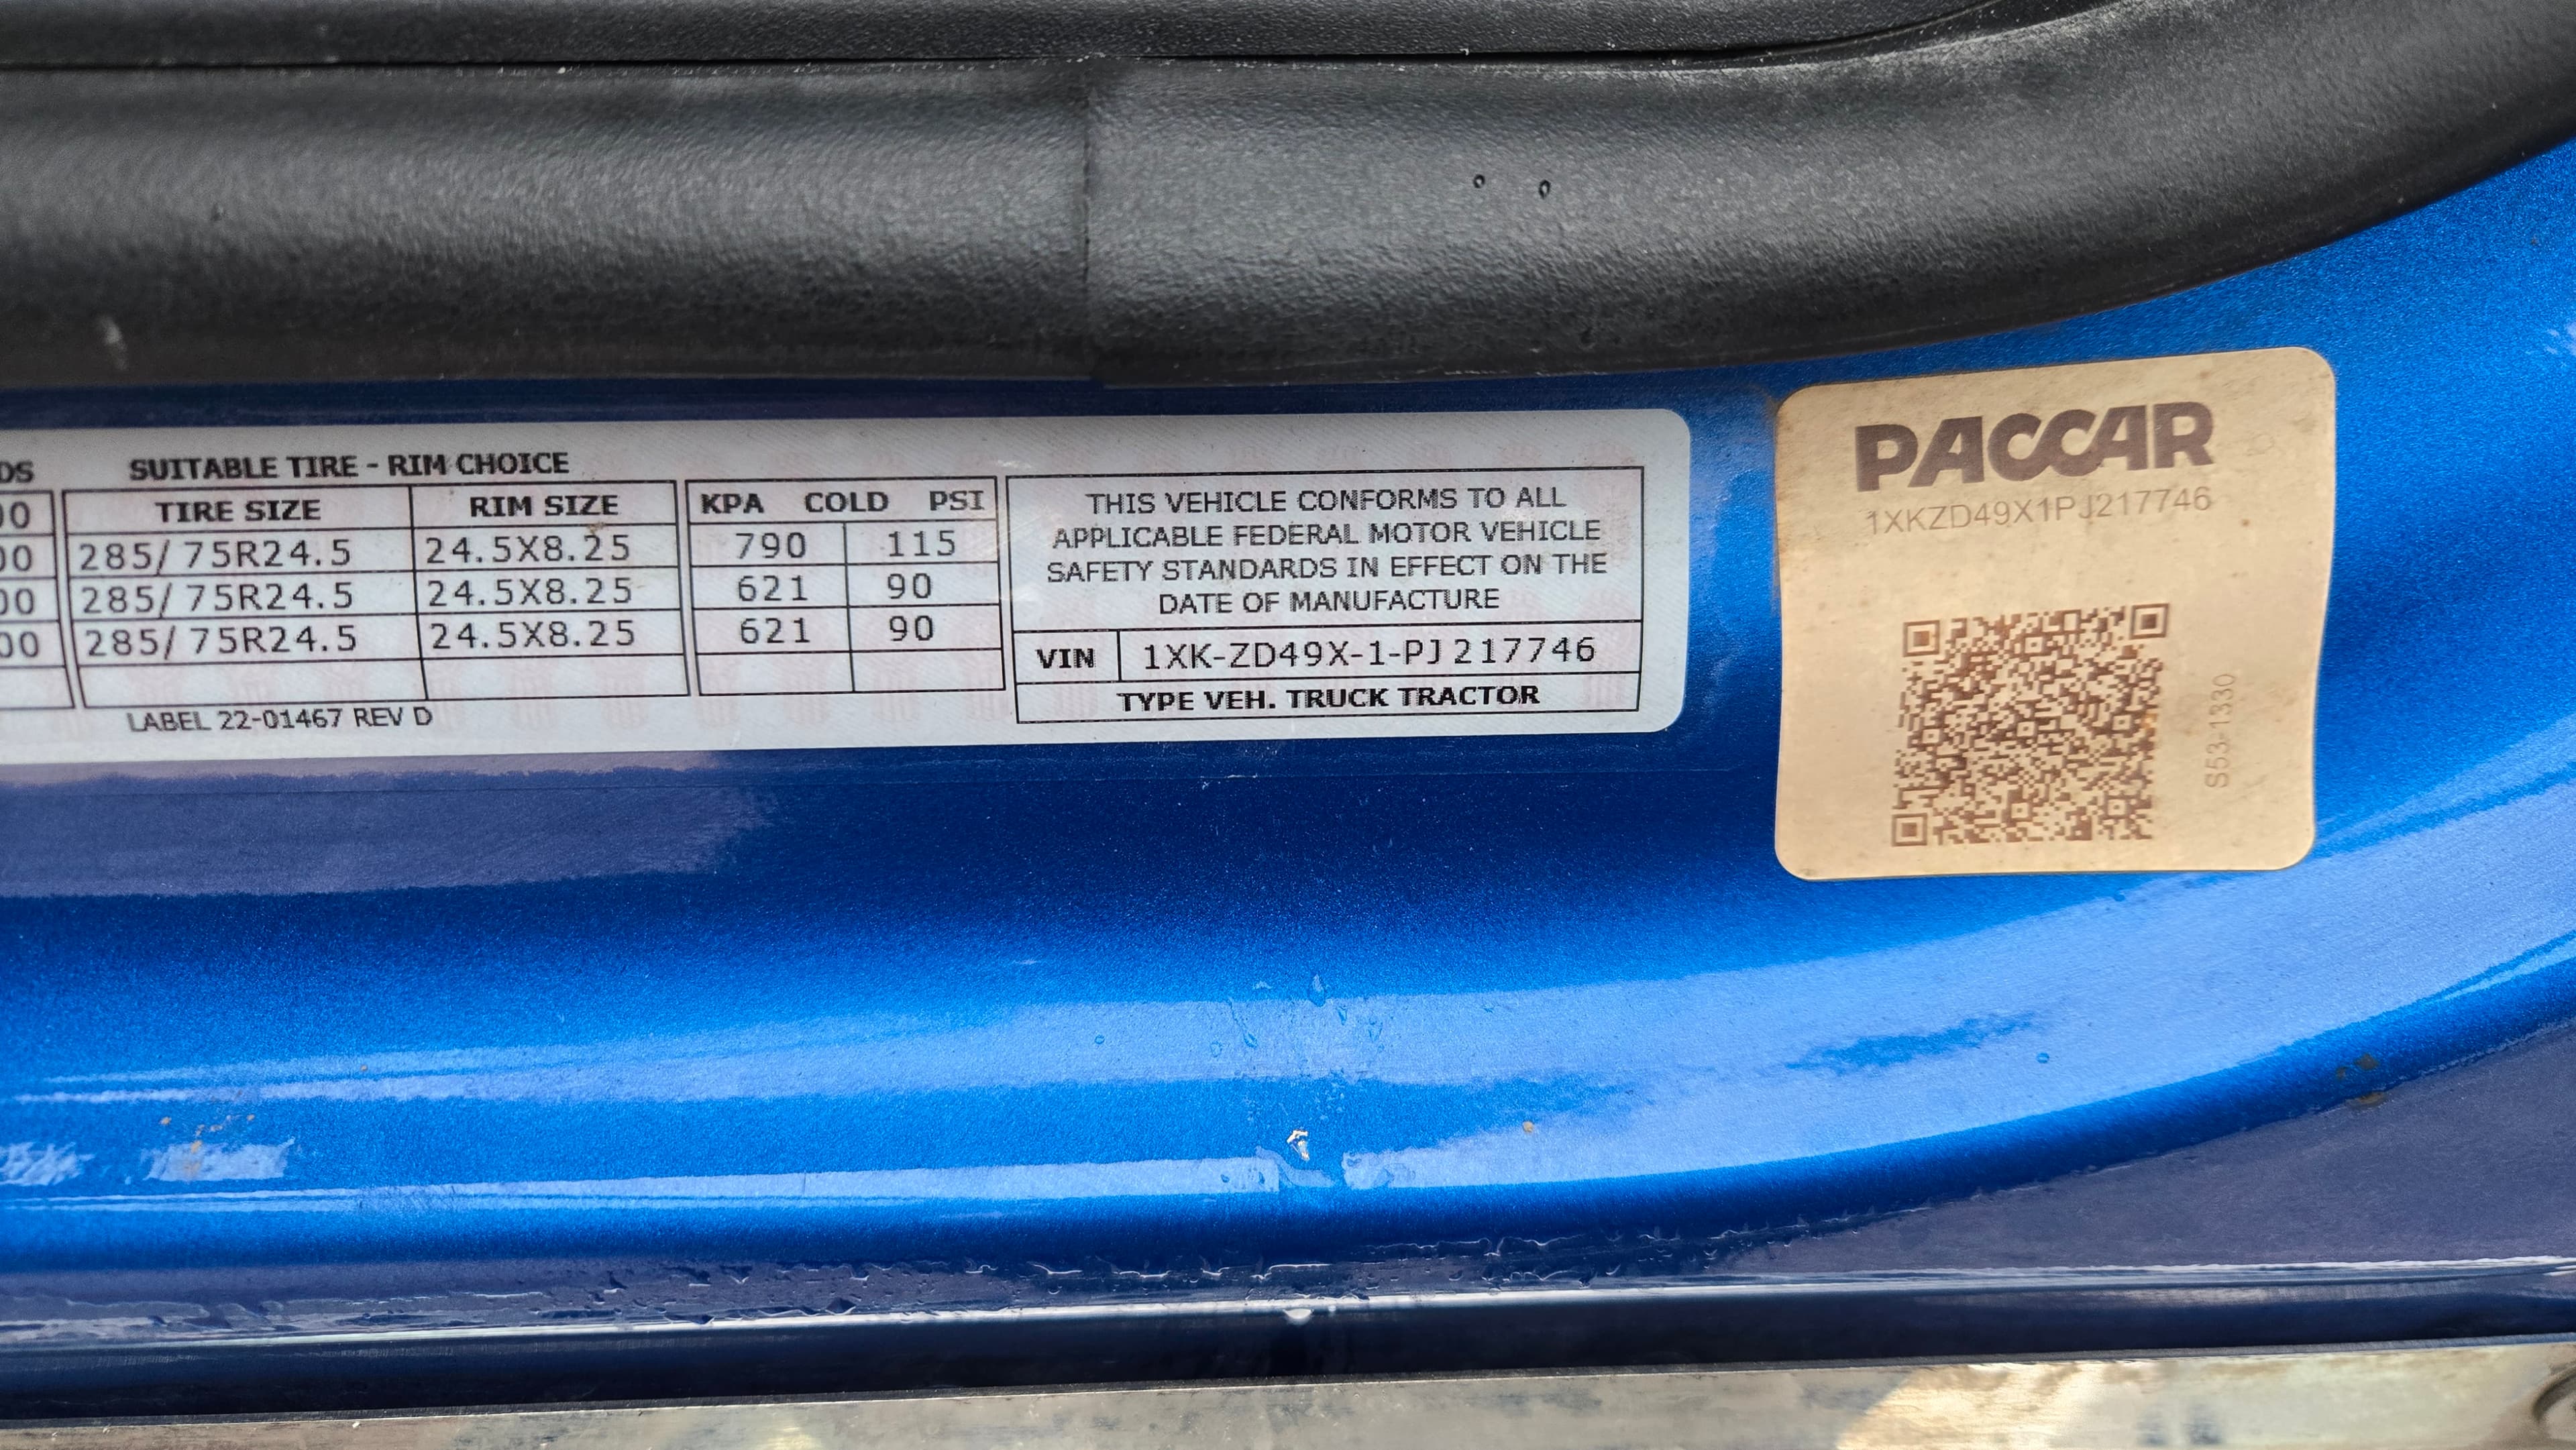 DS
SUITABLE TIRE - RIM CHOICE
TIRE SIZE RIM SIZE KPA COLD PSI
00 285/ 75R24.5 24.5X8.25 790 115
00 285/ 75R24.5 24.5X8.25 621 90
00 285/ 75R24.5 24.5X8.25 621 90
LABEL 22-01467 REV D
THIS VEHICLE CONFORMS TO ALL
APPLICABLE FEDERAL MOTOR VEHICLE
SAFETY STANDARDS IN EFFECT ON THE
DATE OF MANUFACTURE
VIN 1XK-ZD49X-1-PJ 217746
TYPE VEH. TRUCK TRACTOR
PACCAR
1XKZD49X1PJ217746
S53-1330